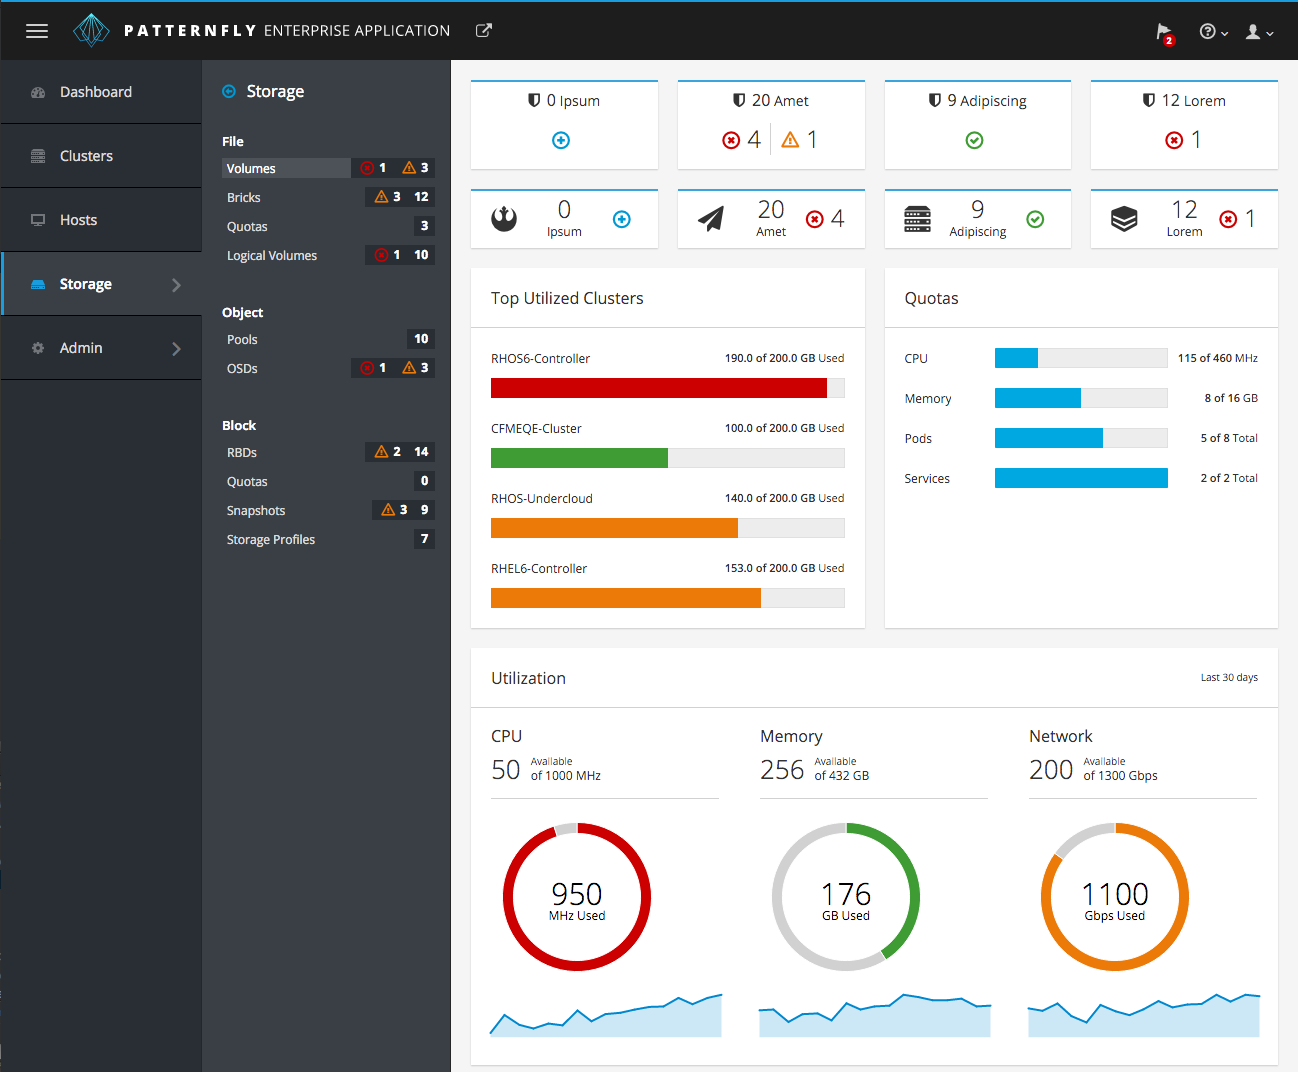 PATTERNFLY ENTERPRISE APPLICATION
2
Dashboard
Clusters
Hosts
Storage
Admin
Storage
File
Volumes 1 3
Bricks 3 12
Quotas 3
Logical Volumes 1 10
Object
Pools 10
OSDs 1 3
Block
RBDs 2 14
Quotas 0
Snapshots 3 9
Storage Profiles 7
0 Ipsum
20 Amet
4 1
9 Adipiscing
12 Lorem
1
0
Ipsum
20
Amet
4
9
Adipiscing
12
Lorem
1
Top Utilized Clusters
RHOS6-Controller 190.0 of 200.0 GB Used
CFMEQE-Cluster 100.0 of 200.0 GB Used
RHOS-Undercloud 140.0 of 200.0 GB Used
RHEL6-Controller 153.0 of 200.0 GB Used
Quotas
CPU 115 of 460 MHz
Memory 8 of 16 GB
Pods 5 of 8 Total
Services 2 of 2 Total
Utilization Last 30 days
CPU
50 Available
of 1000 MHz
950
MHz Used
Memory
256 Available
of 432 GB
176
GB Used
Network
200 Available
of 1300 Gbps
1100
Gbps Used